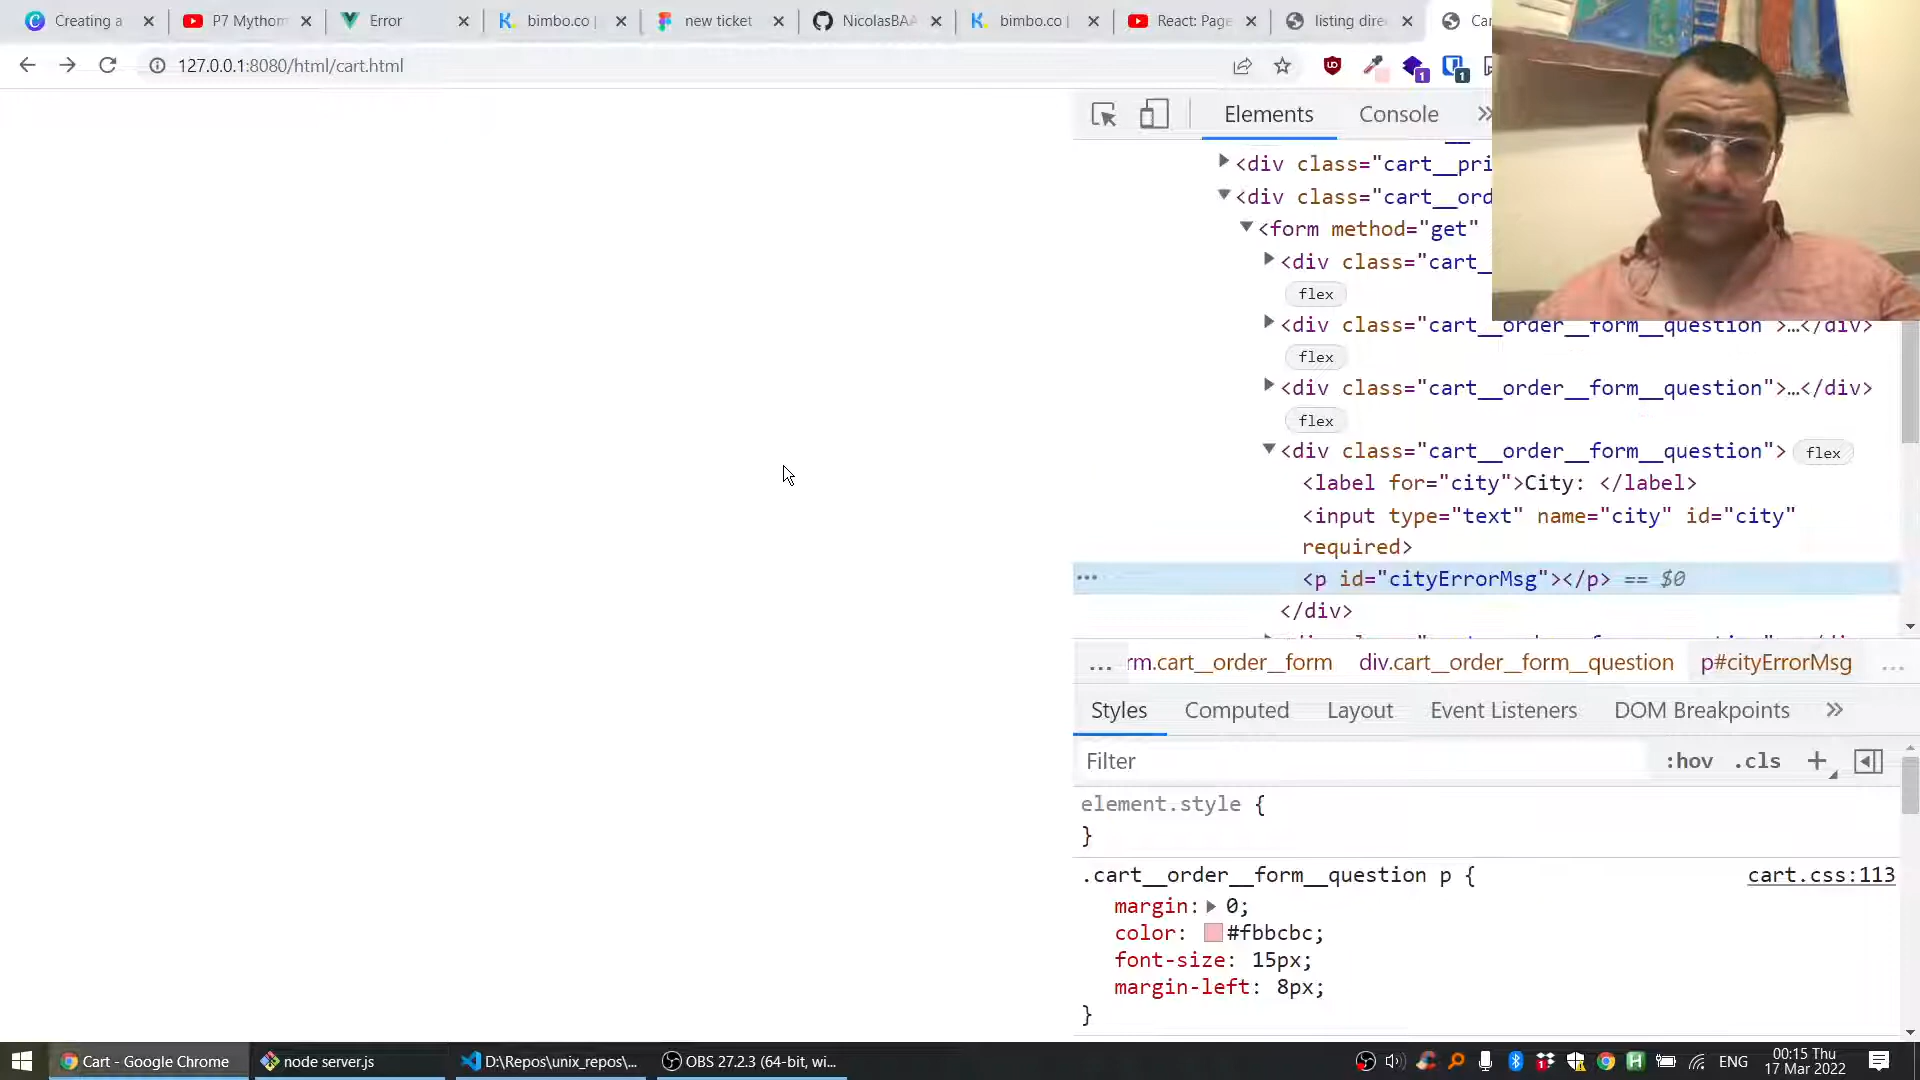 Creating a
P7 Mythom
Error
bimbo.co |
new ticket
NicolasBAA
bimbo.co |
React: Page
listing dire
Car
127.0.0.1:8080/html/cart.html
1
1
Elements
Console
<div class="cart__pri
<div class="cart__ord
<form method="get"
<div class="cart_
flex
<div class="cart__order__form__question">…</div>
flex
<div class="cart__order__form__question">…</div>
flex
<div class="cart__order__form__question"> flex
<label for="city">City: </label>
<input type="text" name="city" id="city"
required>
<p id="cityErrorMsg"></p> == $0
</div>
... rm.cart__order__form div.cart__order__form__question p#cityErrorMsg ...
Styles Computed Layout Event Listeners DOM Breakpoints
Filter :hov .cls
element.style {
}
.cart__order__form__question p { cart.css:113
margin: 0;
color: #fbbcbc;
font-size: 15px;
margin-left: 8px;
}
Cart - Google Chrome
node server.js
D:\Repos\unix_repos\...
OBS 27.2.3 (64-bit, wi...
ENG
00:15 Thu
17 Mar 2022